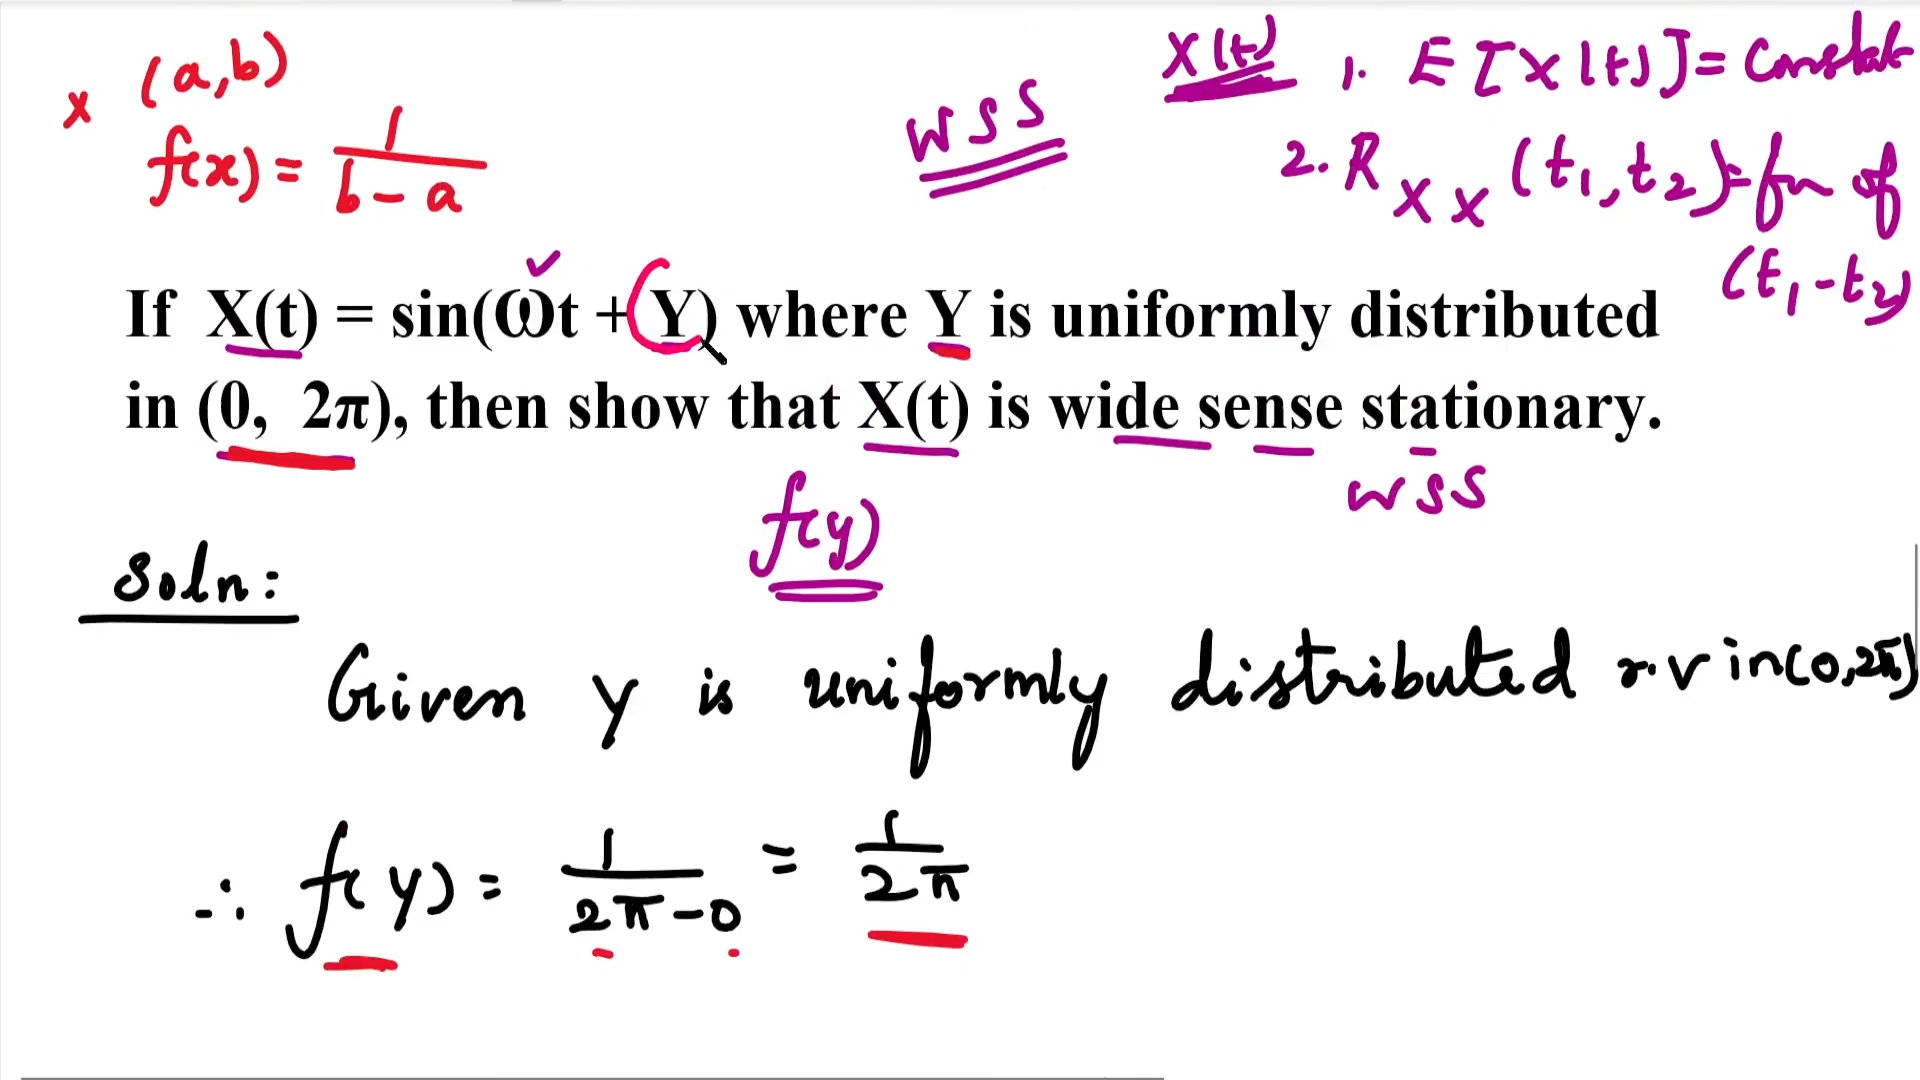 x (a,b)
f(x) = 1/(b-a)
WSS
X(t) 1. E[X(t)] = Constat
2. R_XX (t1,t2) = fn of
(t1-t2)
If X(t) = sin(ωt + Y) where Y is uniformly distributed
in (0, 2π), then show that X(t) is wide sense stationary.
WSS
f(y)
Soln:
Given Y is uniformly distributed r.v in (0,2π)
∴ f(y) = 1/(2π-0) = 1/2π